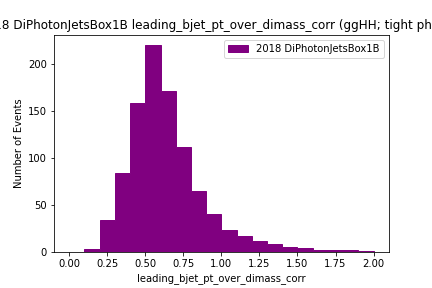 8 DiPhotonJetsBox1B leading_bjet_pt_over_dimass_corr (ggHH; tight ph
2018 DiPhotonJetsBox1B
Number of Events
200
150
100
50
0
0.00 0.25 0.50 0.75 1.00 1.25 1.50 1.75 2.00
leading_bjet_pt_over_dimass_corr